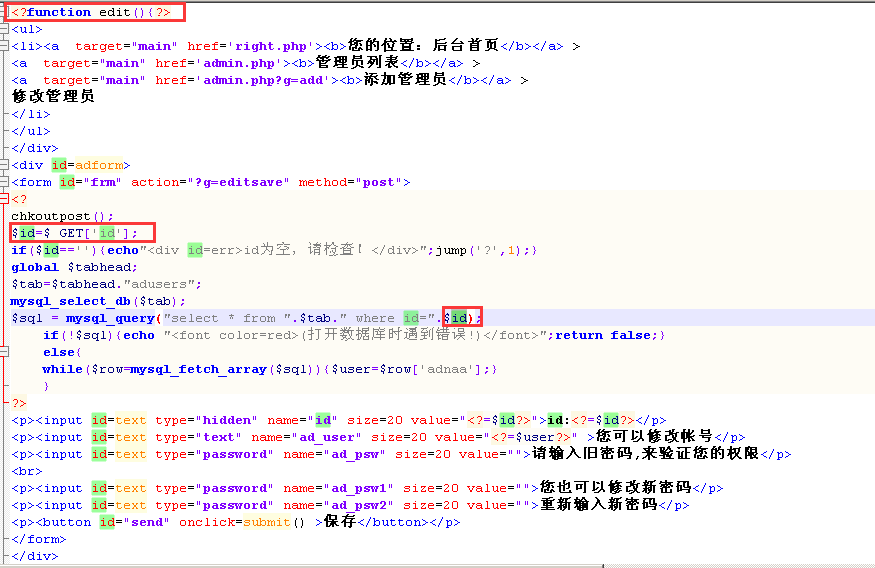 <?function edit(){?>
<ul>
<li><a  target="main" href='right.php'><b>您的位置：后台首页</b></a> >
<a  target="main" href='admin.php'><b>管理员列表</b></a> >
<a  target="main" href='admin.php?g=add'><b>添加管理员</b></a> >
修改管理员
</li>
</ul>
</div>
<div id=adform>
<form id="frm" action="?g=editsave" method="post">
<?
chkoutpost();
$id=$_GET['id'];
if($id==''){echo"<div id=err>id为空，请检查！</div>";jump('?',1);}
global $tabhead;
$tab=$tabhead."adusers";
mysql_select_db($tab);
$sql = mysql_query("select * from ".$tab." where id=".$id);
if(!$sql){echo "<font color=red>(打开数据库时遇到错误!)</font>";return false;}
else{
while($row=mysql_fetch_array($sql)){$user=$row['adnaa'];}
}
?>
<p><input id=text type="hidden" name="id" size=20 value="<?=$id?>">id:<?=$id?></p>
<p><input id=text type="text" name="ad_user" size=20 value="<?=$user?>" >您可以修改帐号</p>
<p><input id=text type="password" name="ad_psw" size=20 value="">请输入旧密码,来验证您的权限</p>
<br>
<p><input id=text type="password" name="ad_psw1" size=20 value="">您也可以修改新密码</p>
<p><input id=text type="password" name="ad_psw2" size=20 value="">重新输入新密码</p>
<p><button id="send" onclick=submit() >保存</button></p>
</form>
</div>